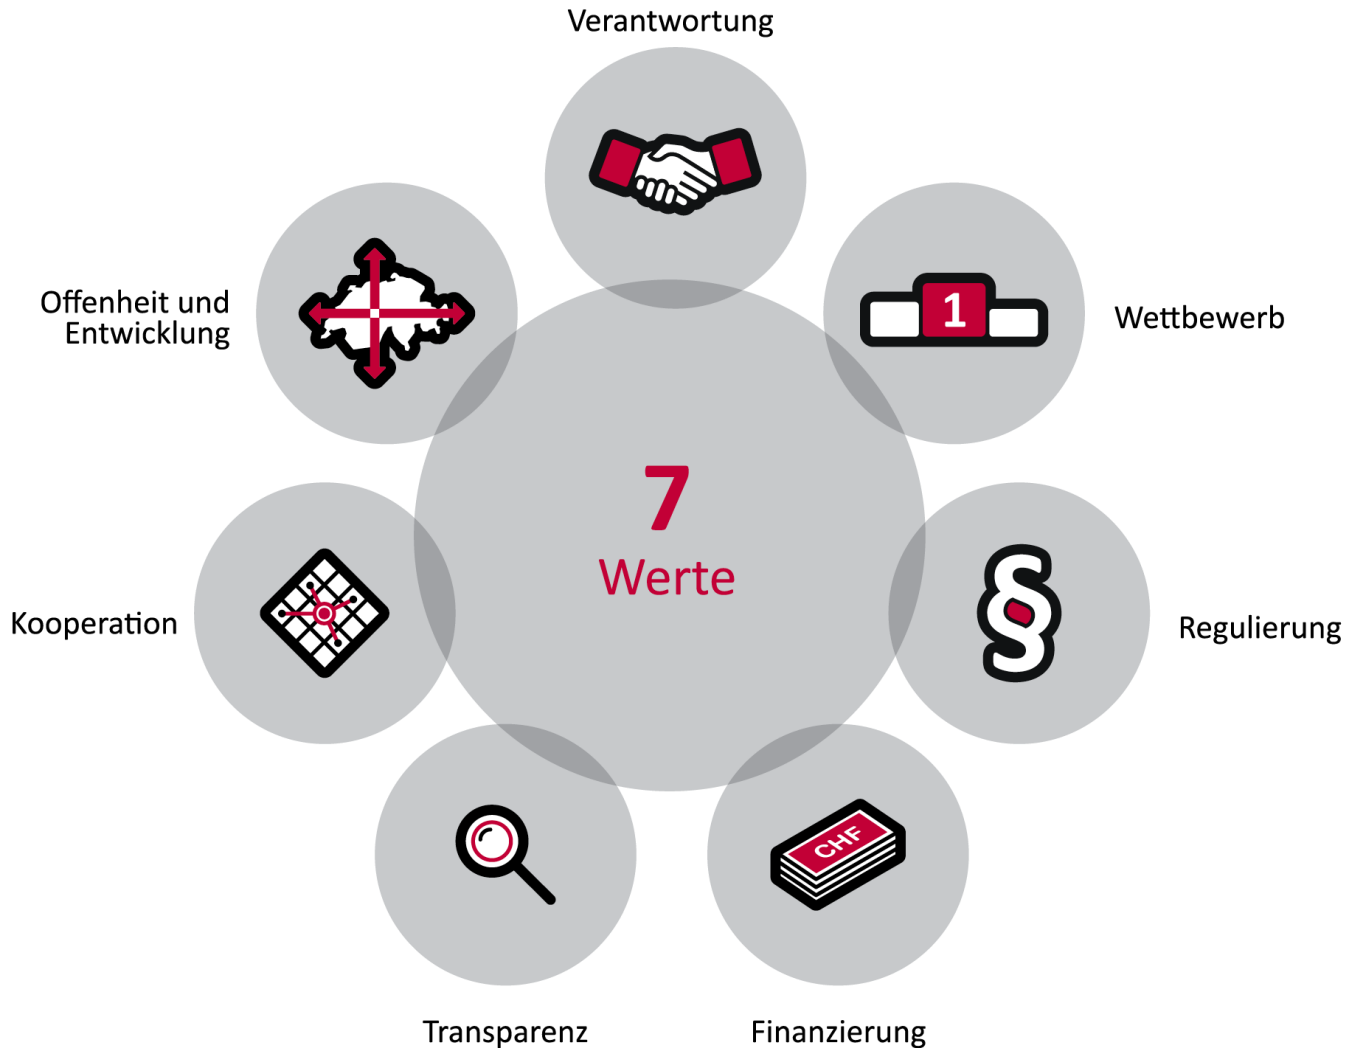 Verantwortung
Offenheit und
Entwicklung
1
Wettbewerb
7
Werte
Kooperation
§
Regulierung
CHF
Transparenz
Finanzierung